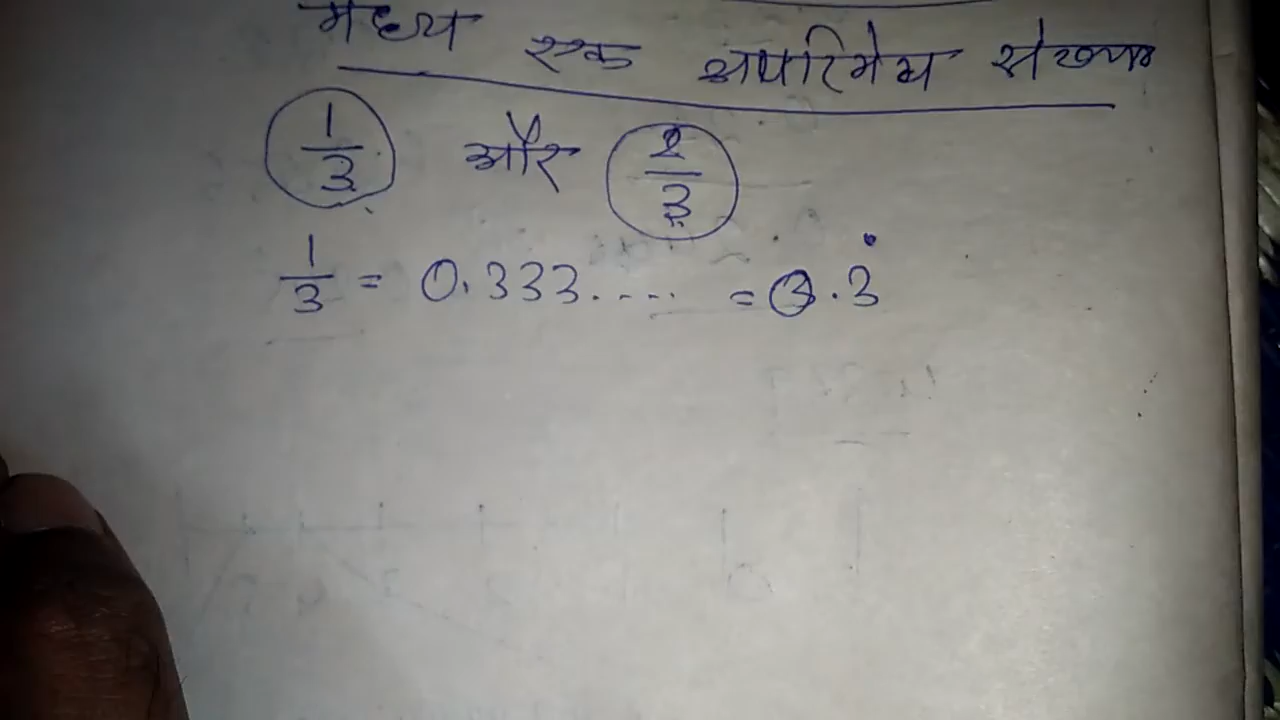 मध्य एक अपरिमेय संख्या
1/3 और 2/3
1/3 = 0.333..... = 0.3̇